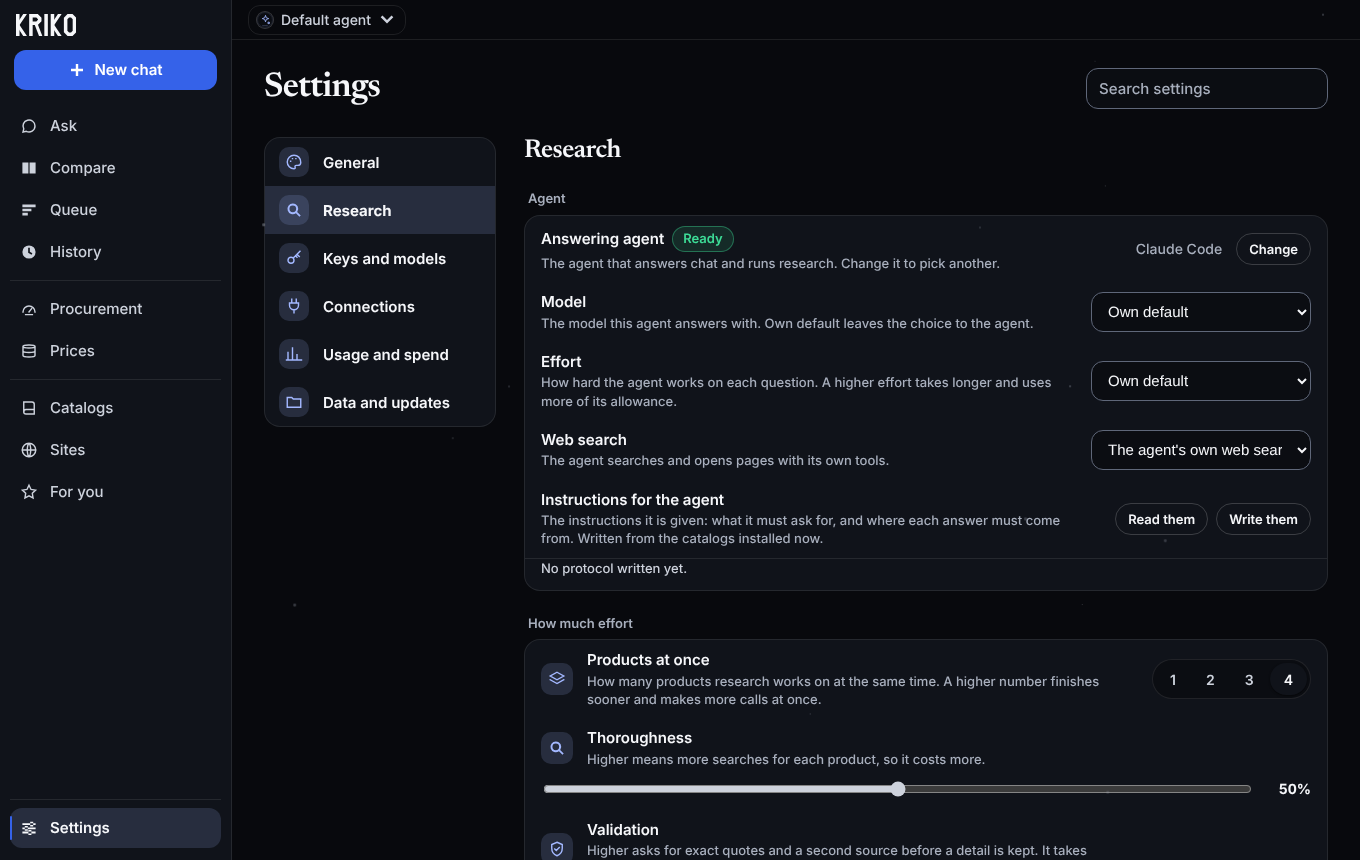 KRIKO
Default agent
New chat
Ask
Compare
Queue
History
Procurement
Prices
Catalogs
Sites
For you
Settings
Settings
Search settings
General
Research
Keys and models
Connections
Usage and spend
Data and updates
Research
Agent
Answering agent Ready
The agent that answers chat and runs research. Change it to pick another.
Claude Code Change
Model
The model this agent answers with. Own default leaves the choice to the agent.
Own default
Effort
How hard the agent works on each question. A higher effort takes longer and uses
more of its allowance.
Own default
Web search
The agent searches and opens pages with its own tools.
The agent's own web sear
Instructions for the agent
The instructions it is given: what it must ask for, and where each answer must come
from. Written from the catalogs installed now.
Read them Write them
No protocol written yet.
How much effort
Products at once
How many products research works on at the same time. A higher number finishes
sooner and makes more calls at once.
1 2 3 4
Thoroughness
Higher means more searches for each product, so it costs more.
50%
Validation
Higher asks for exact quotes and a second source before a detail is kept. It takes